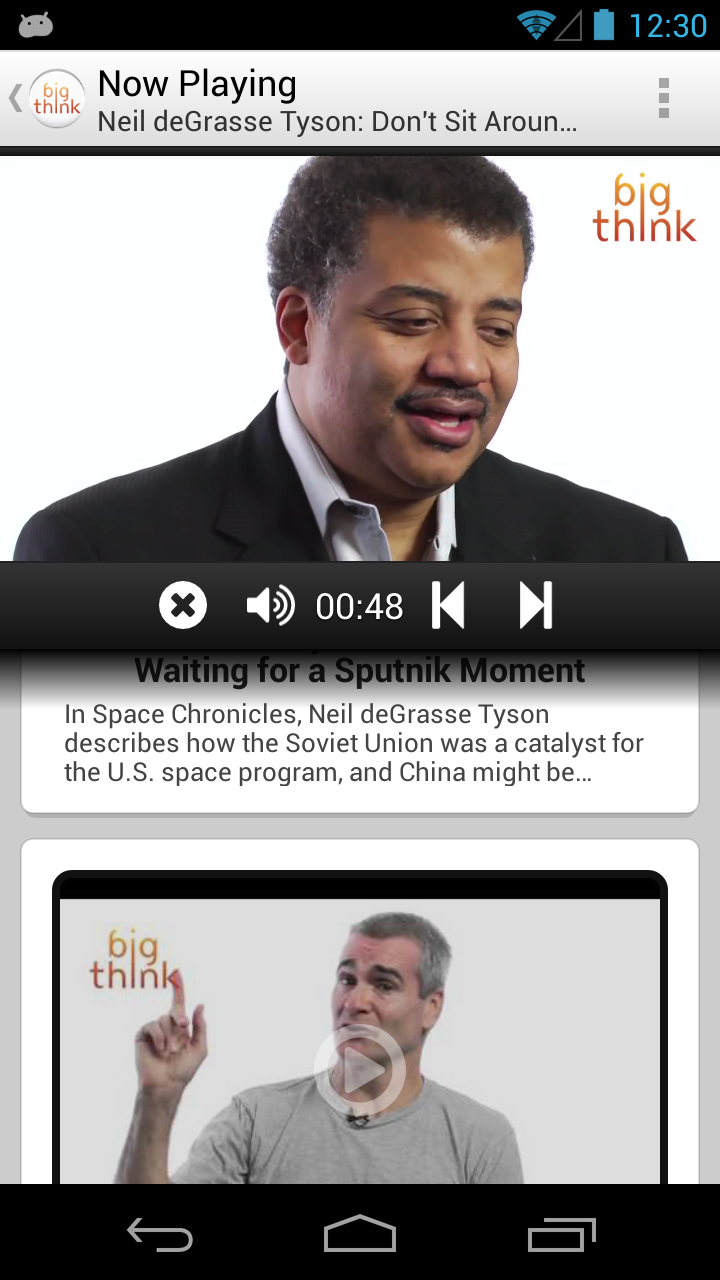 12:30
big
think
Now Playing
Neil deGrasse Tyson: Don't Sit Aroun...
big
think
00:48
Waiting for a Sputnik Moment
In Space Chronicles, Neil deGrasse Tyson
describes how the Soviet Union was a catalyst for
the U.S. space program, and China might be...
big
think